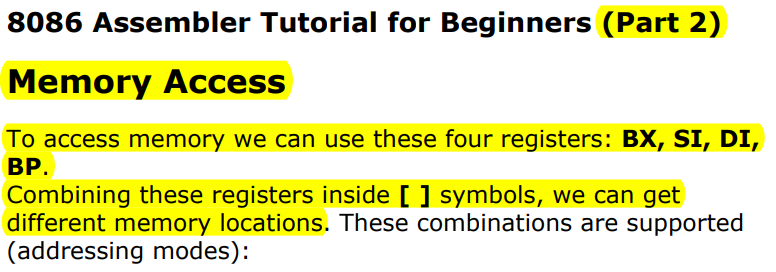 8086 Assembler Tutorial for Beginners (Part 2)
Memory Access
To access memory we can use these four registers: BX, SI, DI,
BP.
Combining these registers inside [ ] symbols, we can get
different memory locations. These combinations are supported
(addressing modes):